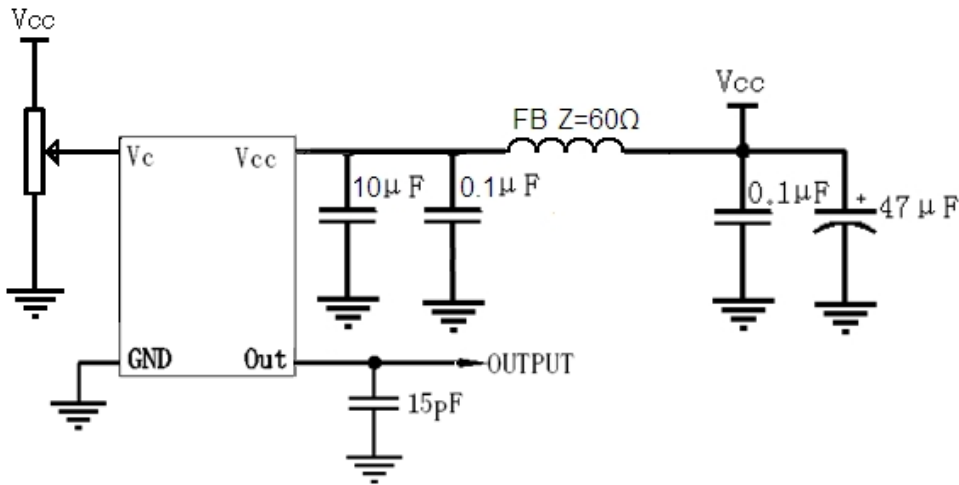 Vcc
Vcc
FB Z=60Ω
Vc
Vcc
10μF
0.1μF
0.1μF
+
47μF
GND
Out
OUTPUT
15pF